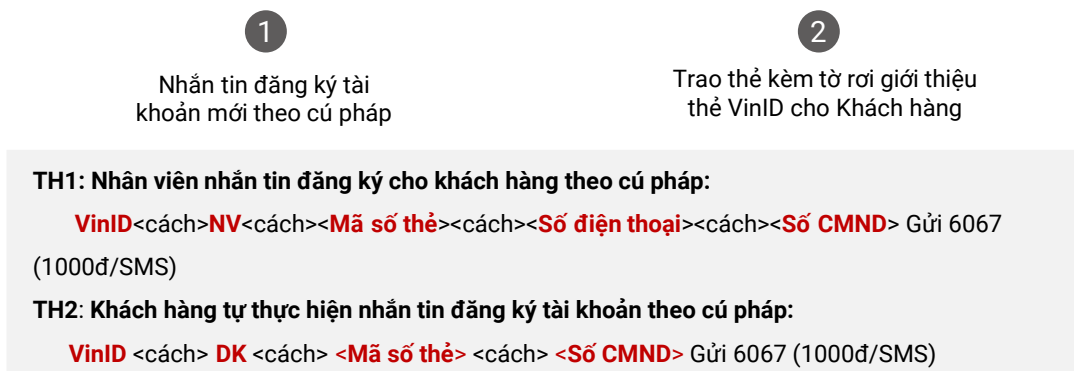 1
Nhắn tin đăng ký tài
khoản mới theo cú pháp
2
Trao thẻ kèm tờ rơi giới thiệu
thẻ VinID cho Khách hàng
TH1: Nhân viên nhắn tin đăng ký cho khách hàng theo cú pháp:
VinID<cách>NV<cách><Mã số thẻ><cách><Số điện thoại><cách><Số CMND> Gửi 6067
(1000đ/SMS)
TH2: Khách hàng tự thực hiện nhắn tin đăng ký tài khoản theo cú pháp:
VinID <cách> DK <cách> <Mã số thẻ> <cách> <Số CMND> Gửi 6067 (1000đ/SMS)